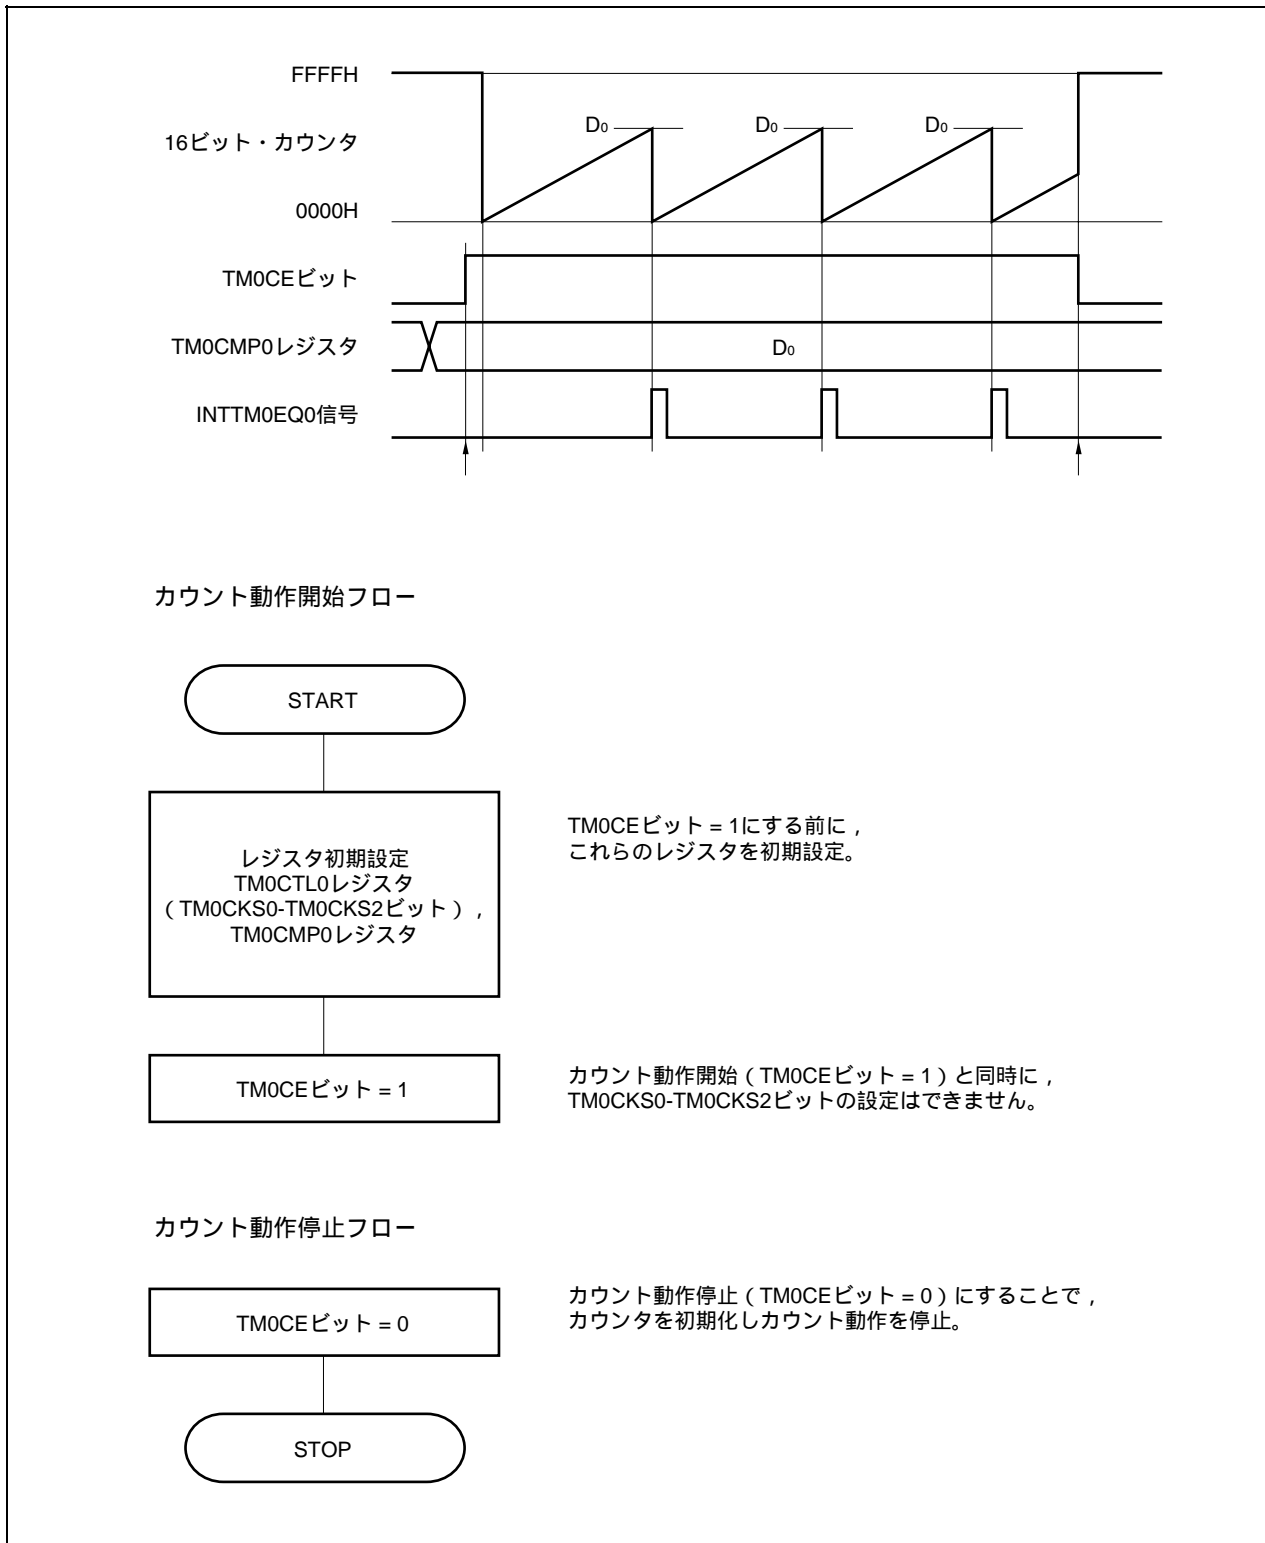 FFFFH
16ビット・カウンタ
0000H
D0
D0
D0
TM0CEビット
TM0CMP0レジスタ
D0
INTTM0EQ0信号
カウント動作開始フロー
START
レジスタ初期設定
TM0CTL0レジスタ
（TM0CKS0-TM0CKS2ビット），
TM0CMP0レジスタ
TM0CEビット = 1にする前に，
これらのレジスタを初期設定。
TM0CEビット = 1
カウント動作開始（TM0CEビット = 1）と同時に，
TM0CKS0-TM0CKS2ビットの設定はできません。
カウント動作停止フロー
TM0CEビット = 0
カウント動作停止（TM0CEビット = 0）にすることで，
カウンタを初期化しカウント動作を停止。
STOP